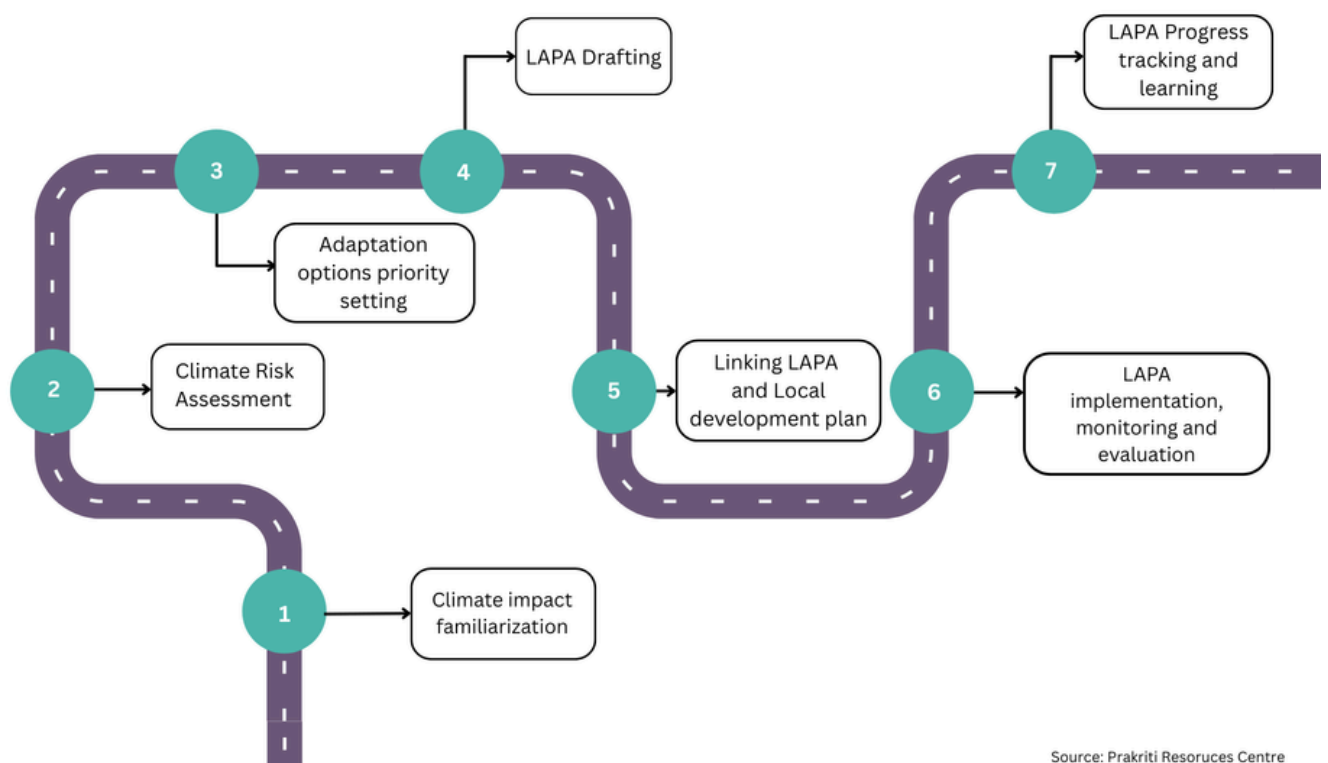 1
Climate impact
familiarization
2
Climate Risk
Assessment
3
Adaptation
options priority
setting
4
LAPA Drafting
5
Linking LAPA
and Local
development plan
6
LAPA
implementation,
monitoring and
evaluation
7
LAPA Progress
tracking and
learning
Source: Prakriti Resoruces Centre